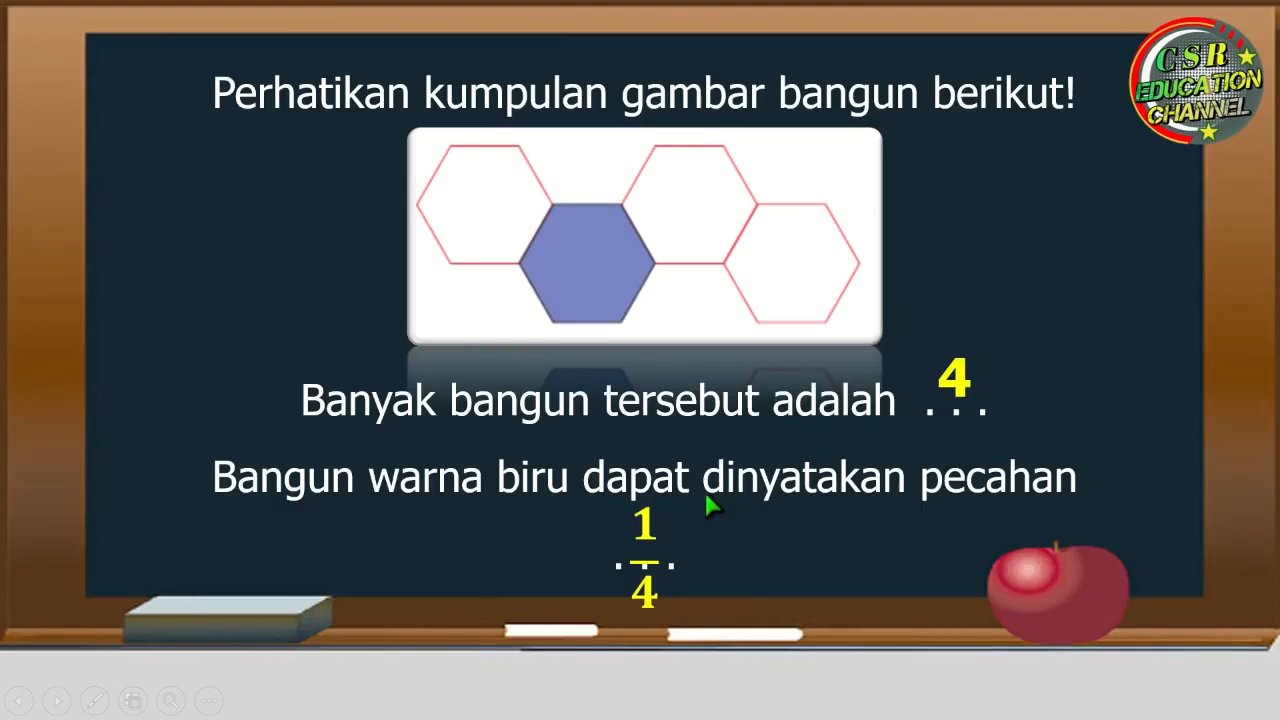 CSR
EDUCATION
CHANNEL
Perhatikan kumpulan gambar bangun berikut!
Banyak bangun tersebut adalah . . . 4
Bangun warna biru dapat dinyatakan pecahan
. . .
1
4